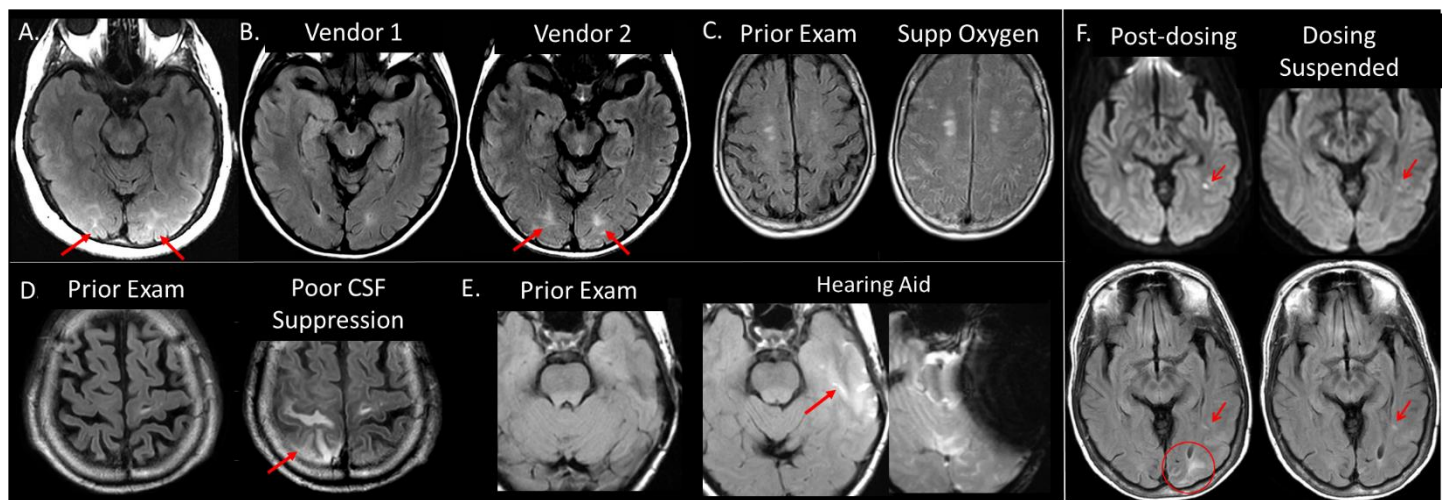 A.
B.
Vendor 1
Vendor 2
C.
Prior Exam
Supp Oxygen
F.
Post-dosing
Dosing
Suspended
D.
Prior Exam
Poor CSF
Suppression
E.
Prior Exam
Hearing Aid